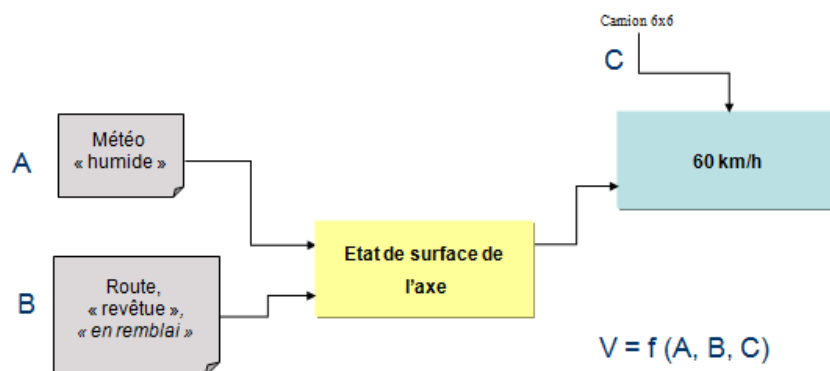 Camion 6x6
C
Météo
« humide »
A
60 km/h
Etat de surface de
l'axe
Route,
« revêtue »,
« en remblai »
B
V = f (A, B, C)